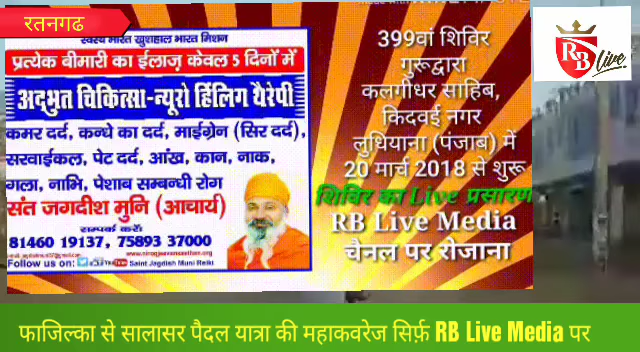 रतनगढ
स्वस्थ भारत खुशहाल भारत मिशन
प्रत्येक बीमारी का ईलाज़ केवल 5 दिनों में
अदभुत चिकित्सा-न्यूरो हिंलिग थैरेपी
कमर दर्द, कन्धे का दर्द, माईग्रेन (सिर दर्द),
सरवाईकल, पेट दर्द, आंख, कान, नाक,
गला, नाभि, पेशाब सम्बन्धी रोग
संत जगदीश मुनि (आचार्य)
सम्पर्क करें:
81460 19137, 75893 37000
Follow us on:
Saint Jagdish Muni Reiki
399वां शिविर
गुरूद्वारा
कलगीधर साहिब,
किदवई नगर
लुधियाना (पंजाब) में
20 मार्च 2018 से शुरू
शिविर का Live प्रसारण
RB Live Media
चैनल पर रोजाना
RB Live
फाजिल्का से सालासर पैदल यात्रा की महाकवरेज सिर्फ़ RB Live Media पर